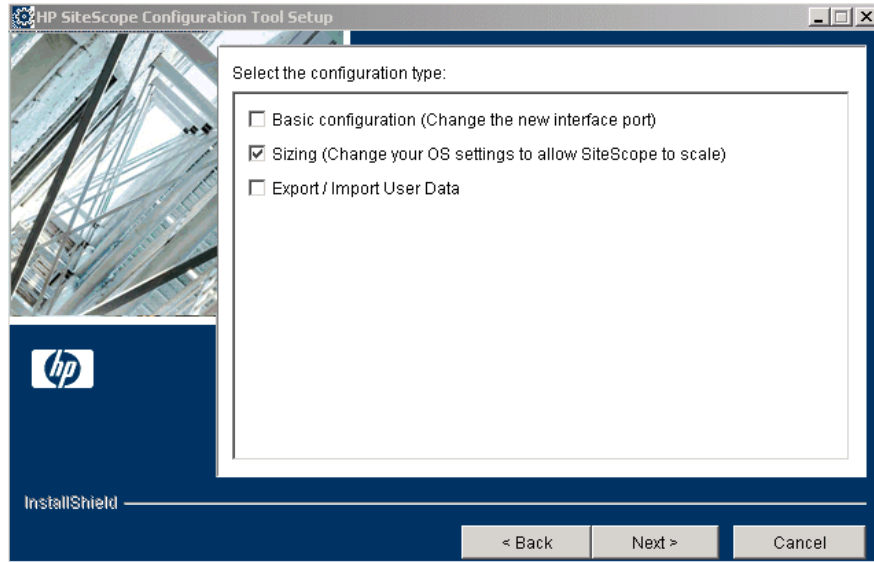 HP SiteScope Configuration Tool Setup
Select the configuration type:
Basic configuration (Change the new interface port)
Sizing (Change your OS settings to allow SiteScope to scale)
Export / Import User Data
hp
InstallShield
< Back
Next >
Cancel